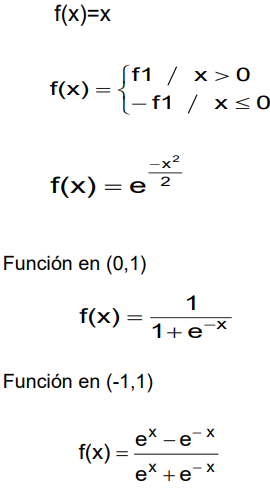 f(x)=x
f(x) = { f1 / x > 0
− f1 / x ≤ 0
f(x) = e^(−x²/2)
Función en (0,1)
f(x) = 1 / (1 + e^(−x))
Función en (-1,1)
f(x) = (e^x − e^(−x)) / (e^x + e^(−x))